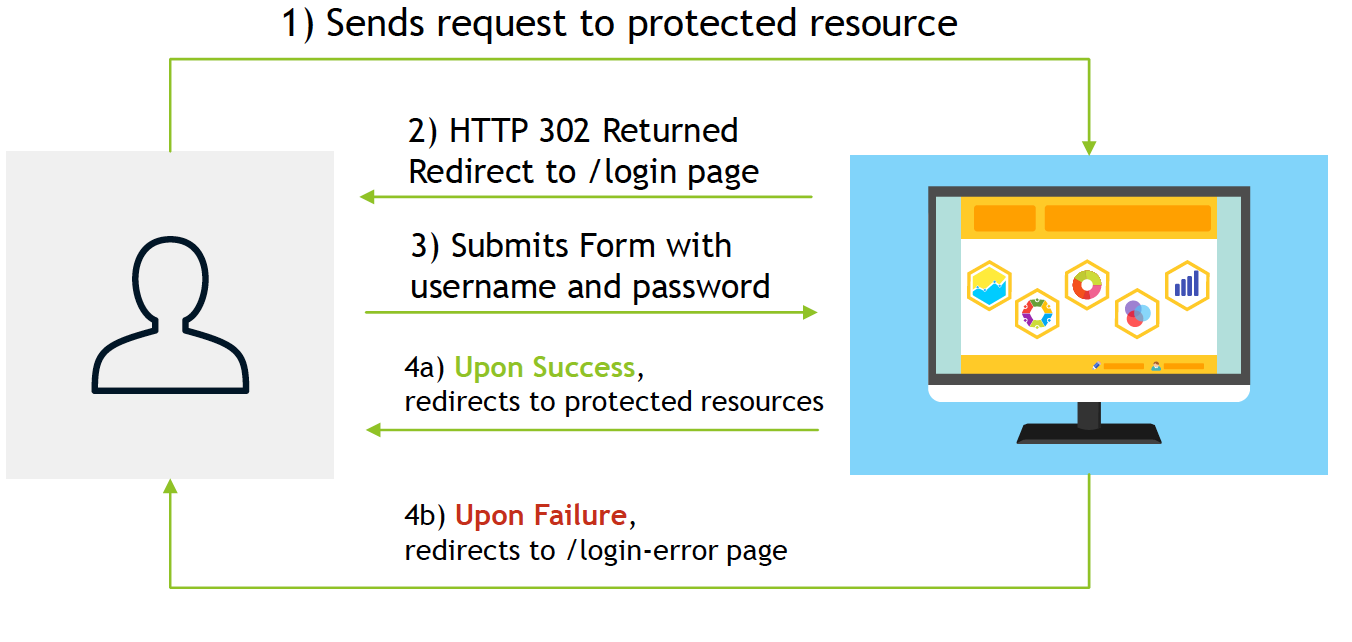 1) Sends request to protected resource
2) HTTP 302 Returned
Redirect to /login page
3) Submits Form with
username and password
4a) Upon Success,
redirects to protected resources
4b) Upon Failure,
redirects to /login-error page